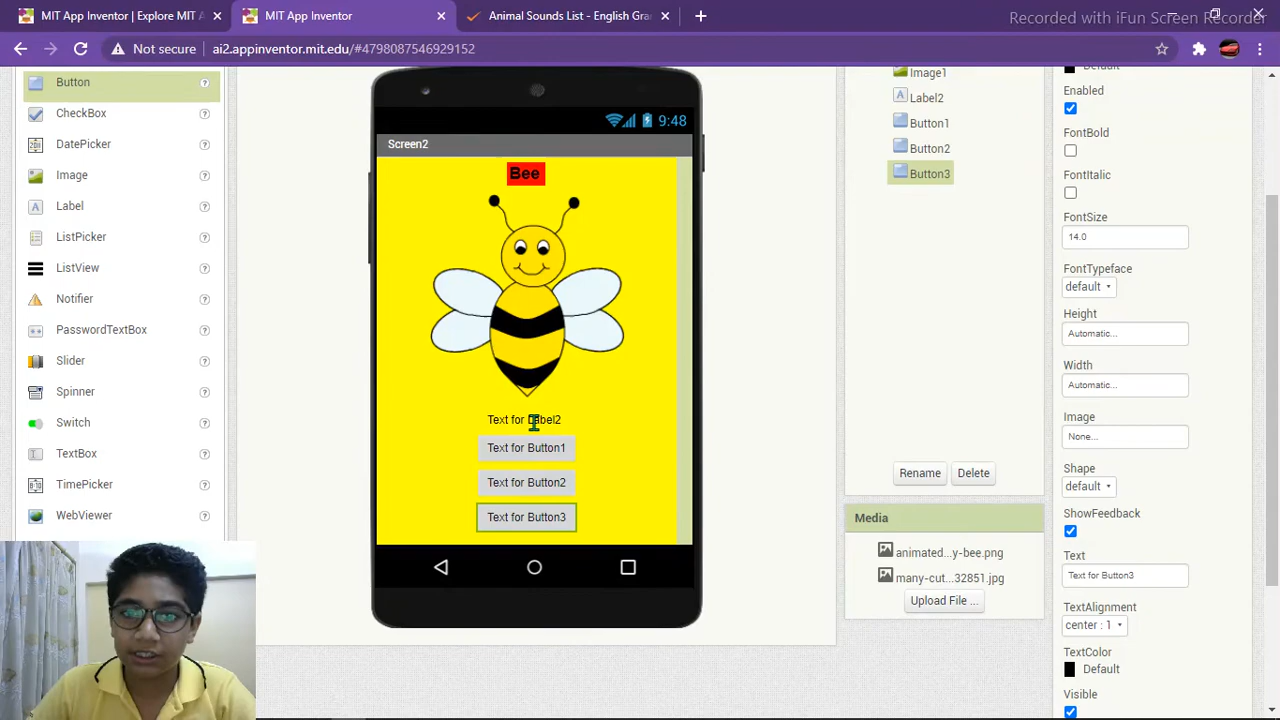 MIT App Inventor | Explore MIT A
MIT App Inventor
Animal Sounds List - English Gra
Recorded with iFun Screen Recorder
Not secure
ai2.appinventor.mit.edu/#4798087546929152
Button
CheckBox
DatePicker
Image
Label
ListPicker
ListView
Notifier
PasswordTextBox
Slider
Spinner
Switch
TextBox
TimePicker
WebViewer
9:48
Screen2
Bee
Text for Label2
Text for Button1
Text for Button2
Text for Button3
Image1
Label2
Button1
Button2
Button3
Rename
Delete
Media
animated...y-bee.png
many-cut...32851.jpg
Upload File ...
Default
Enabled
FontBold
FontItalic
FontSize
14.0
FontTypeface
default
Height
Automatic...
Width
Automatic...
Image
None...
Shape
default
ShowFeedback
Text
Text for Button3
TextAlignment
center : 1
TextColor
Default
Visible